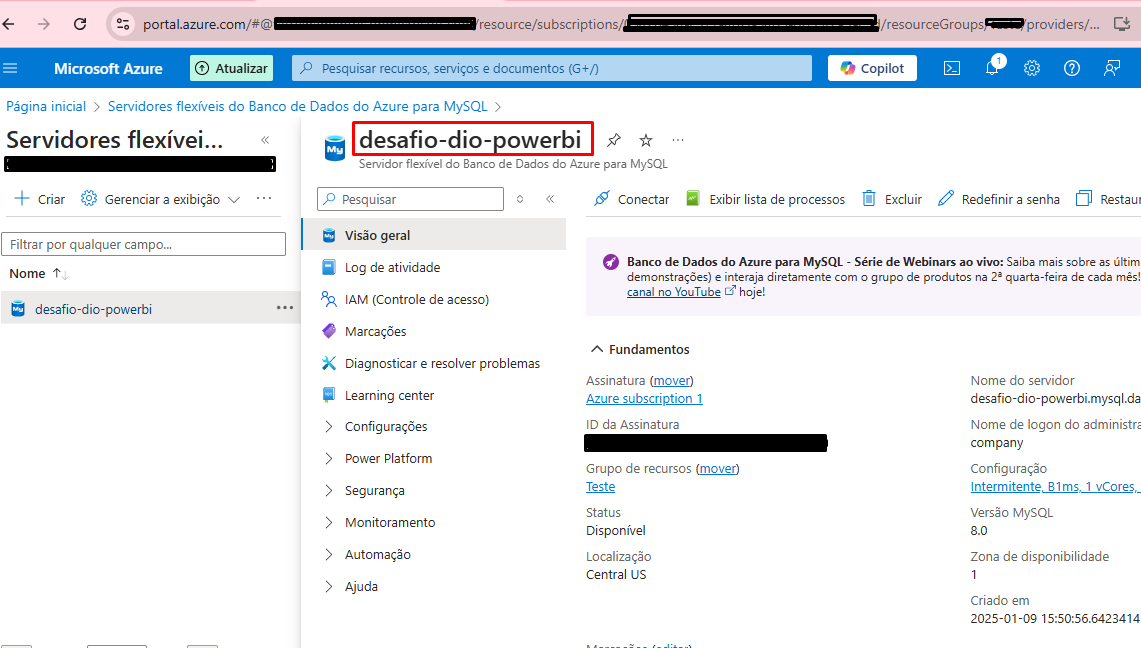 portal.azure.com/#@ /resource/subscriptions/ d/resourceGroups/ /providers/...
Microsoft Azure
Atualizar
Pesquisar recursos, serviços e documentos (G+/)
Copilot
1
Página inicial > Servidores flexíveis do Banco de Dados do Azure para MySQL >
Servidores flexívei...
«
Criar
Gerenciar a exibição
...
Filtrar por qualquer campo...
Nome ↑↓
My
desafio-dio-powerbi
...
My
desafio-dio-powerbi
...
Servidor flexível do Banco de Dados do Azure para MySQL
Pesquisar
«
Visão geral
Log de atividade
IAM (Controle de acesso)
Marcações
Diagnosticar e resolver problemas
Learning center
Configurações
Power Platform
Segurança
Monitoramento
Automação
Ajuda
Conectar
Exibir lista de processos
Excluir
Redefinir a senha
Restaur
Banco de Dados do Azure para MySQL - Série de Webinars ao vivo: Saiba mais sobre as últim
demonstrações) e interaja diretamente com o grupo de produtos na 2ª quarta-feira de cada mês!
canal no YouTube hoje!
Fundamentos
Assinatura (mover)
Azure subscription 1
ID da Assinatura
Grupo de recursos (mover)
Teste
Status
Disponível
Localização
Central US
Nome do servidor
desafio-dio-powerbi.mysql.da
Nome de logon do administra
company
Configuração
Intermitente, B1ms, 1 vCores,
Versão MySQL
8.0
Zona de disponibilidade
1
Criado em
2025-01-09 15:50:56.6423414
Marcações (editar)